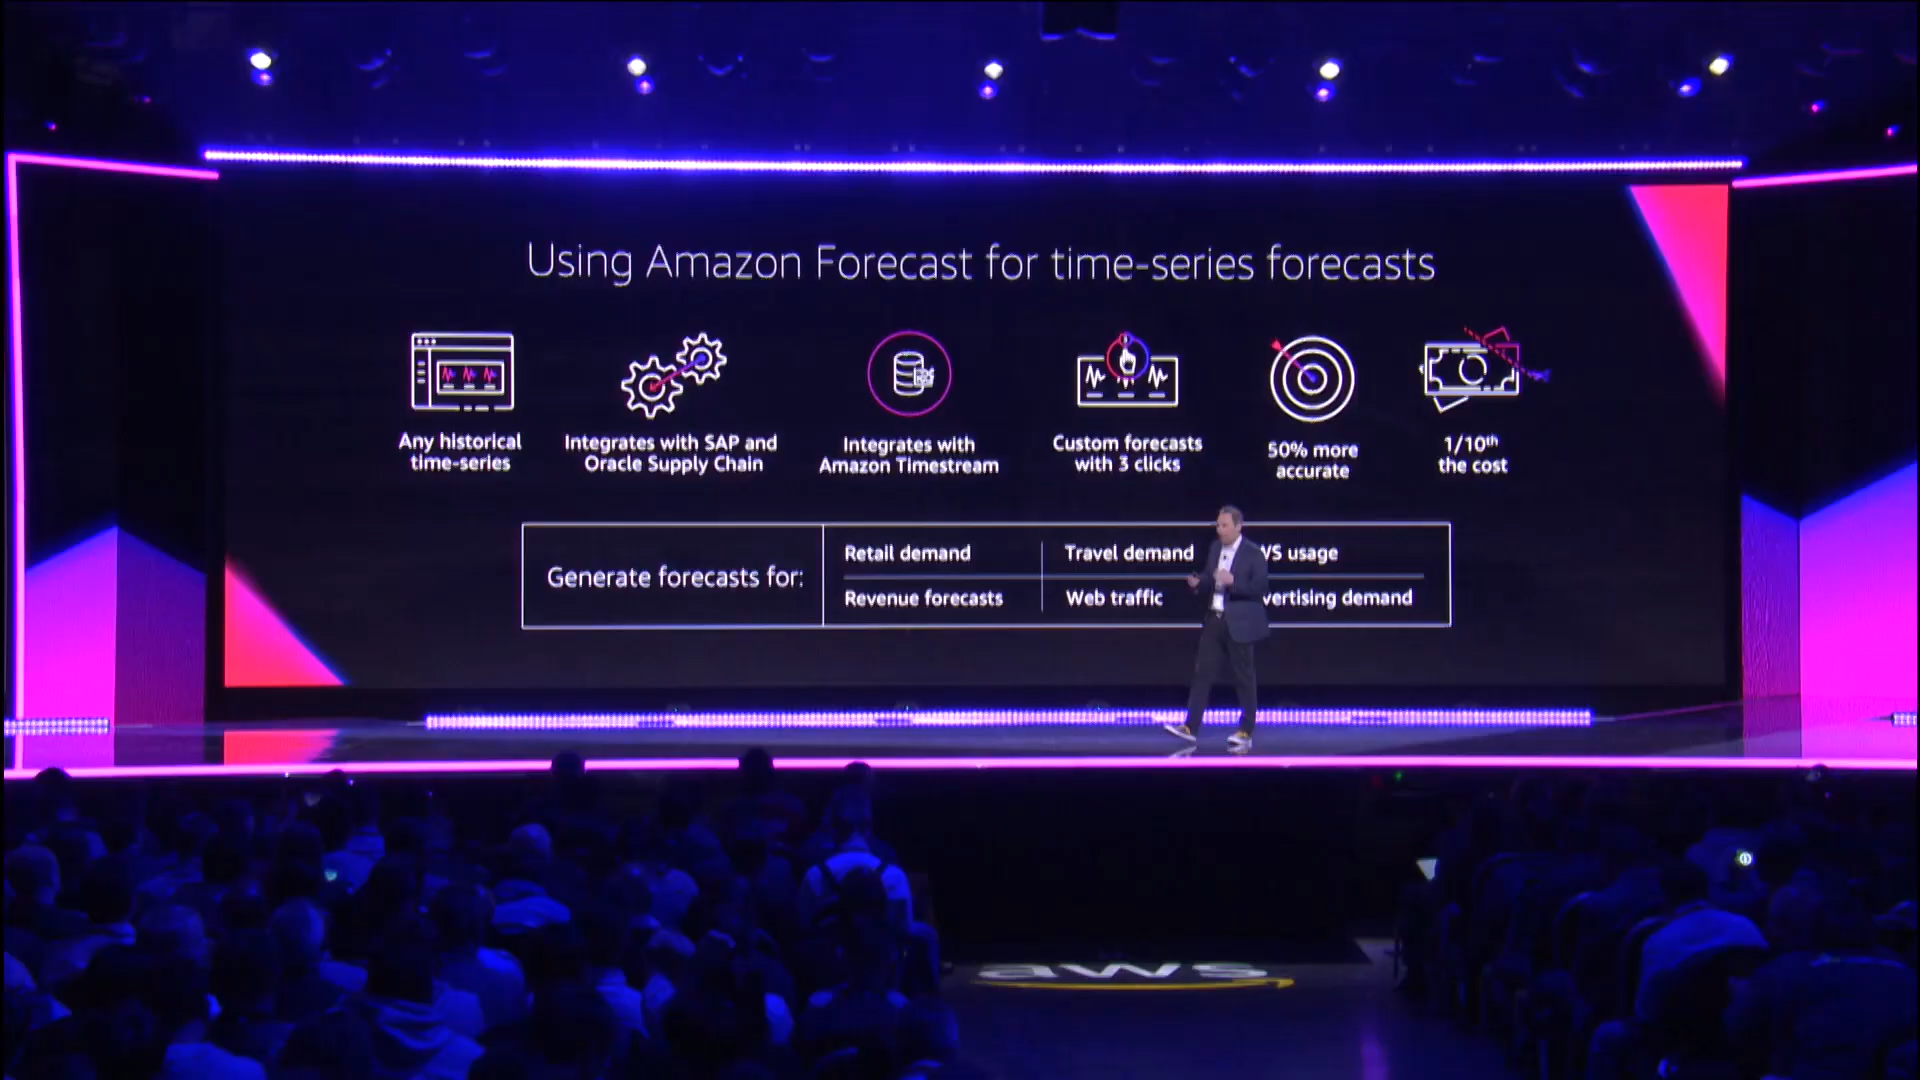 Using Amazon Forecast for time-series forecasts
Any historical
time-series
Integrates with SAP and
Oracle Supply Chain
Integrates with
Amazon Timestream
Custom forecasts
with 3 clicks
50% more
accurate
1/10th
the cost
Generate forecasts for:
Retail demand
Travel demand
WS usage
Revenue forecasts
Web traffic
vertising demand
aws